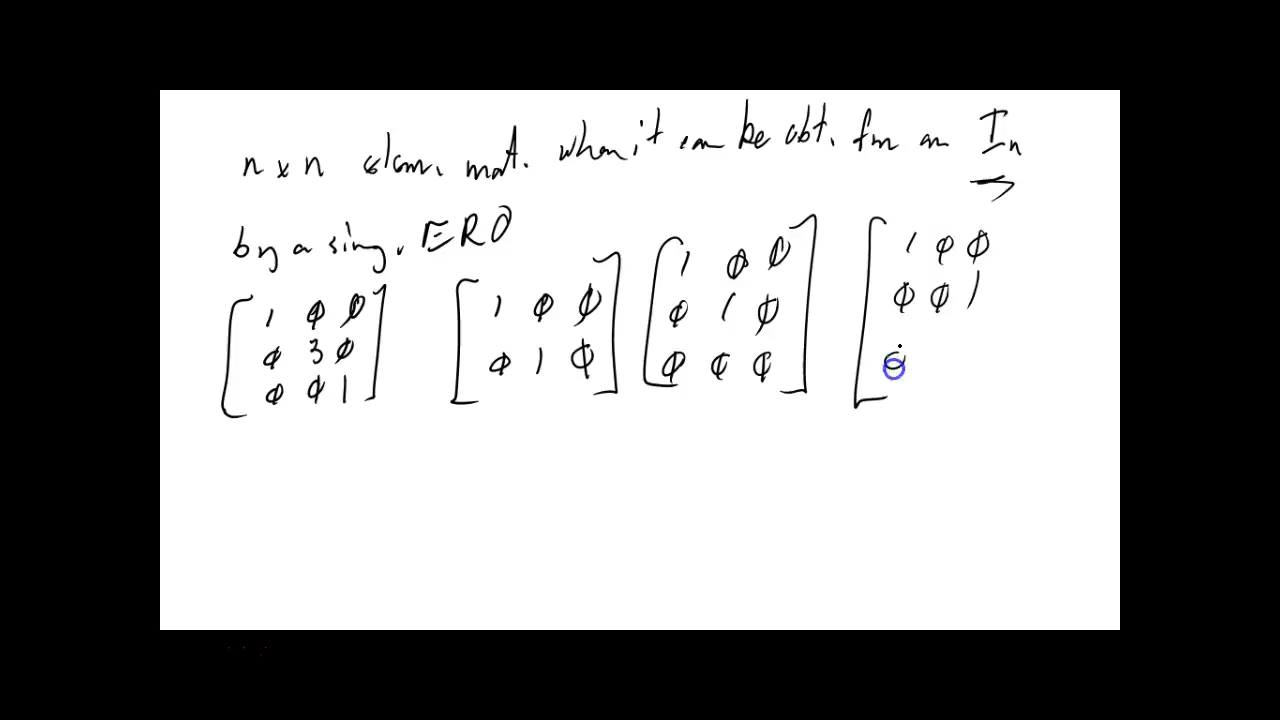 n x n elem. mat. when it can be obt. fm an In
by a sing. ERO
[1 0 0] [1 0 0] [1 0 0] [1 0 0
[0 3 0] [0 1 0] [0 1 0] [0 0 1
[0 0 1] [0 0 0] [0